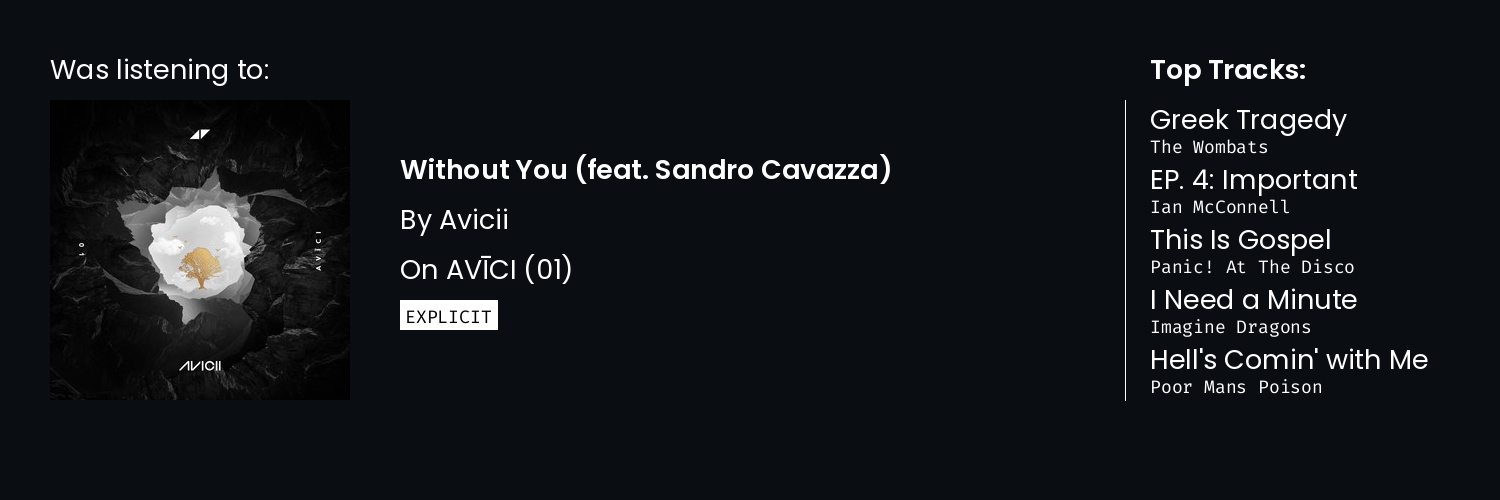 Was listening to:
01
AVĪCI
AVICII
Without You (feat. Sandro Cavazza)
By Avicii
On AVĪCI (01)
EXPLICIT
Top Tracks:
Greek Tragedy
The Wombats
EP. 4: Important
Ian McConnell
This Is Gospel
Panic! At The Disco
I Need a Minute
Imagine Dragons
Hell's Comin' with Me
Poor Mans Poison